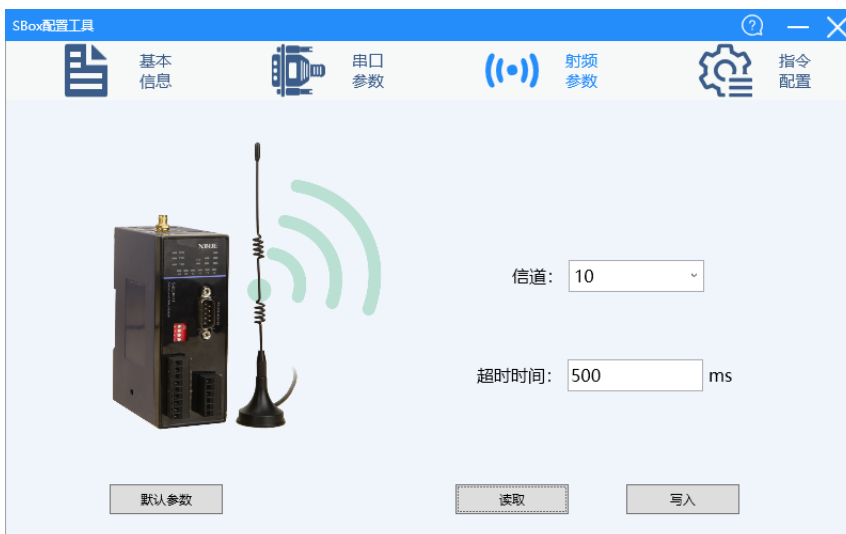 SBox配置工具
基本
信息
串口
参数
射频
参数
指令
配置
XINJE
信道：
10
超时时间：
500
ms
默认参数
读取
写入